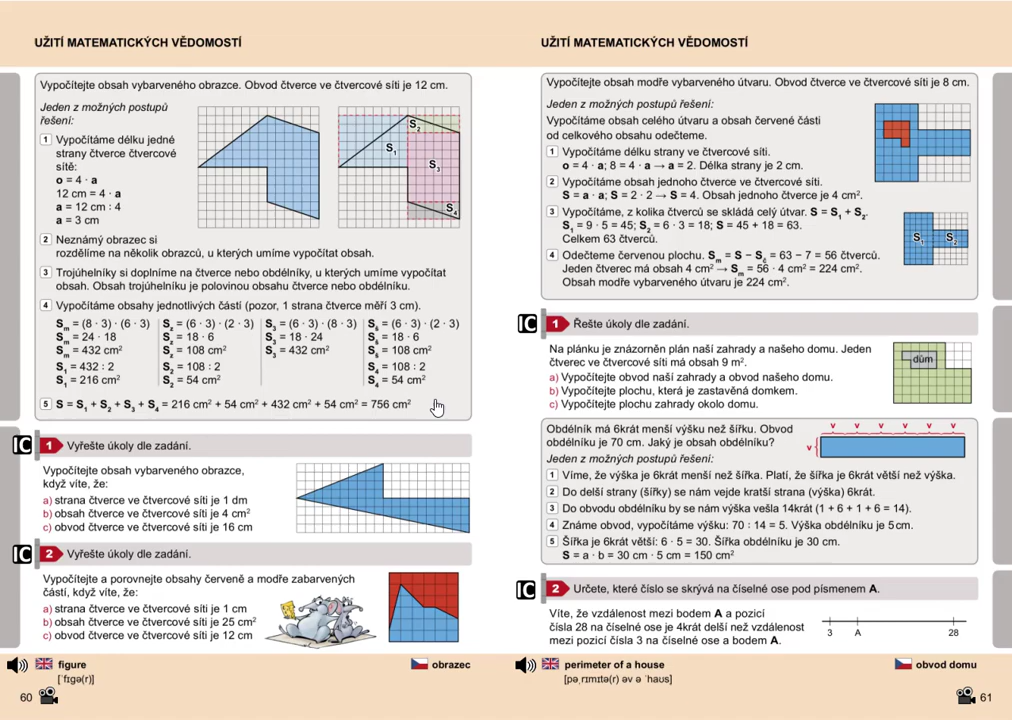 UŽITÍ MATEMATICKÝCH VĚDOMOSTÍ
Vypočítejte obsah vybarveného obrazce. Obvod čtverce ve čtvercové síti je 12 cm.
Jeden z možných postupů
řešení:
1 Vypočítáme délku jedné
strany čtverce čtvercové
sítě:
o = 4 · a
12 cm = 4 · a
a = 12 cm : 4
a = 3 cm
S₁
S₂
S₃
S₄
2 Neznámý obrazec si
rozdělíme na několik obrazců, u kterých umíme vypočítat obsah.
3 Trojúhelníky si doplníme na čtverce nebo obdélníky, u kterých umíme vypočítat
obsah. Obsah trojúhelníku je polovinou obsahu čtverce nebo obdélníku.
4 Vypočítáme obsahy jednotlivých částí (pozor, 1 strana čtverce měří 3 cm).
Sₘ = (8 · 3) · (6 · 3)
Sₘ = 24 · 18
Sₘ = 432 cm²
S₁ = 432 : 2
S₁ = 216 cm²
S_z = (6 · 3) · (2 · 3)
S_z = 18 · 6
S_z = 108 cm²
S₂ = 108 : 2
S₂ = 54 cm²
S₃ = (6 · 3) · (8 · 3)
S₃ = 18 · 24
S₃ = 432 cm²
Sₛ = (6 · 3) · (2 · 3)
Sₛ = 18 · 6
Sₛ = 108 cm²
S₄ = 108 : 2
S₄ = 54 cm²
5 S = S₁ + S₂ + S₃ + S₄ = 216 cm² + 54 cm² + 432 cm² + 54 cm² = 756 cm²
IC 1 Vyřešte úkoly dle zadání.
Vypočítejte obsah vybarveného obrazce,
když víte, že:
a) strana čtverce ve čtvercové síti je 1 dm
b) obsah čtverce ve čtvercové síti je 4 cm²
c) obvod čtverce ve čtvercové síti je 16 cm
IC 2 Vyřešte úkoly dle zadání.
Vypočítejte a porovnejte obsahy červeně a modře zabarvených
částí, když víte, že:
a) strana čtverce ve čtvercové síti je 1 cm
b) obsah čtverce ve čtvercové síti je 25 cm²
c) obvod čtverce ve čtvercové síti je 12 cm
figure
[ˈfɪgə(r)]
obrazec
60
UŽITÍ MATEMATICKÝCH VĚDOMOSTÍ
Vypočítejte obsah modře vybarveného útvaru. Obvod čtverce ve čtvercové síti je 8 cm.
Jeden z možných postupů řešení:
Vypočítáme obsah celého útvaru a obsah červené části
od celkového obsahu odečteme.
1 Vypočítáme délku strany ve čtvercové síti.
o = 4 · a; 8 = 4 · a → a = 2. Délka strany je 2 cm.
2 Vypočítáme obsah jednoho čtverce ve čtvercové síti.
S = a · a; S = 2 · 2 → S = 4. Obsah jednoho čtverce je 4 cm².
3 Vypočítáme, z kolika čtverců se skládá celý útvar. S = S₁ + S₂.
S₁ = 9 · 5 = 45; S₂ = 6 · 3 = 18; S = 45 + 18 = 63.
Celkem 63 čtverců.
S₁ S₂
4 Odečteme červenou plochu. Sₘ = S − S_č = 63 − 7 = 56 čtverců.
Jeden čtverec má obsah 4 cm² → Sₘ = 56 · 4 cm² = 224 cm².
Obsah modře vybarveného útvaru je 224 cm².
IC 1 Řešte úkoly dle zadání.
Na plánku je znázorněn plán naší zahrady a našeho domu. Jeden
čtverec ve čtvercové síti má obsah 9 m².
a) Vypočítejte obvod naší zahrady a obvod našeho domu.
b) Vypočítejte plochu, která je zastavěná domkem.
c) Vypočítejte plochu zahrady okolo domu.
dům
Obdélník má 6krát menší výšku než šířku. Obvod
obdélníku je 70 cm. Jaký je obsah obdélníku?
v v v v v v
v
Jeden z možných postupů řešení:
1 Víme, že výška je 6krát menší než šířka. Platí, že šířka je 6krát větší než výška.
2 Do delší strany (šířky) se nám vejde kratší strana (výška) 6krát.
3 Do obvodu obdélníku by se nám výška vešla 14krát (1 + 6 + 1 + 6 = 14).
4 Známe obvod, vypočítáme výšku: 70 : 14 = 5. Výška obdélníku je 5 cm.
5 Šířka je 6krát větší: 6 · 5 = 30. Šířka obdélníku je 30 cm.
S = a · b = 30 cm · 5 cm = 150 cm²
IC 2 Určete, které číslo se skrývá na číselné ose pod písmenem A.
Víte, že vzdálenost mezi bodem A a pozicí
čísla 28 na číselné ose je 4krát delší než vzdálenost
mezi pozicí čísla 3 na číselné ose a bodem A.
3 A 28
perimeter of a house
[pəˌrɪmɪtə(r) əv ə ˈhaʊs]
obvod domu
61